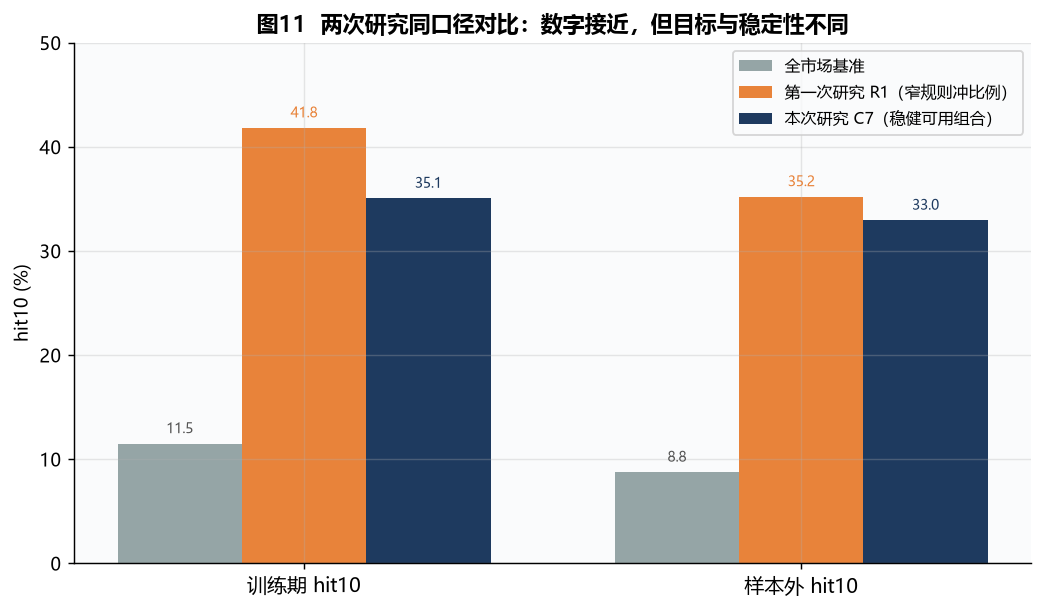 图11 两次研究同口径对比：数字接近，但目标与稳定性不同
全市场基准
第一次研究 R1（窄规则冲比例）
本次研究 C7（稳健可用组合）
hit10 (%)
50
40
30
20
10
0
11.5
41.8
35.1
8.8
35.2
33.0
训练期 hit10
样本外 hit10